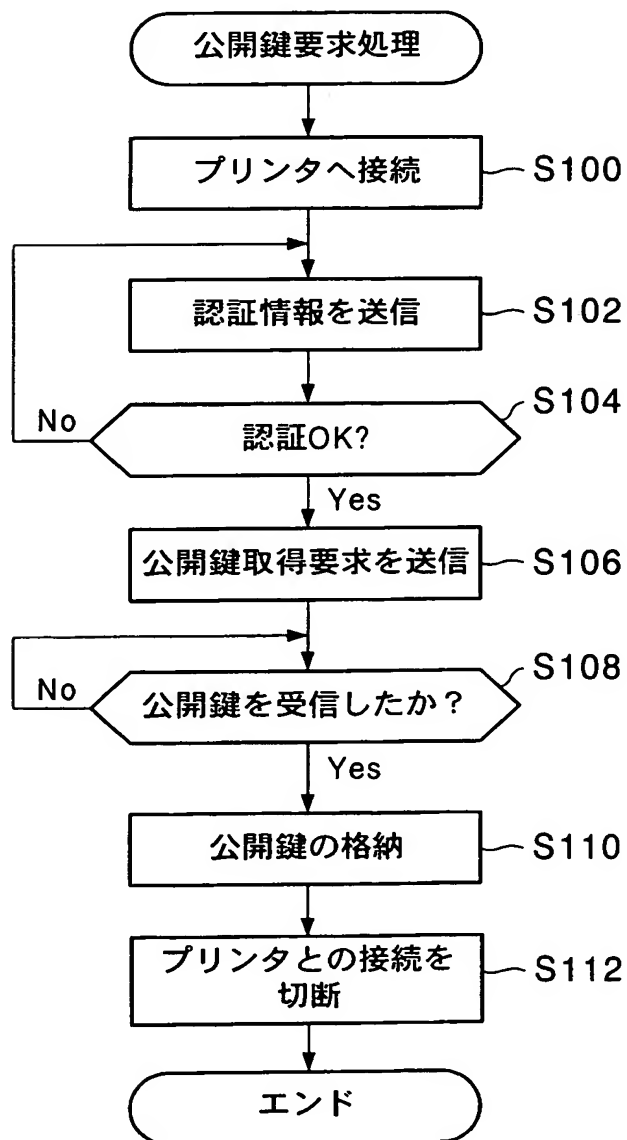 公開鍵要求処理
プリンタへ接続
S100
認証情報を送信
S102
S104
No
認証OK?
Yes
公開鍵取得要求を送信
S106
S108
No
公開鍵を受信したか？
Yes
公開鍵の格納
S110
プリンタとの接続を
切断
S112
エンド